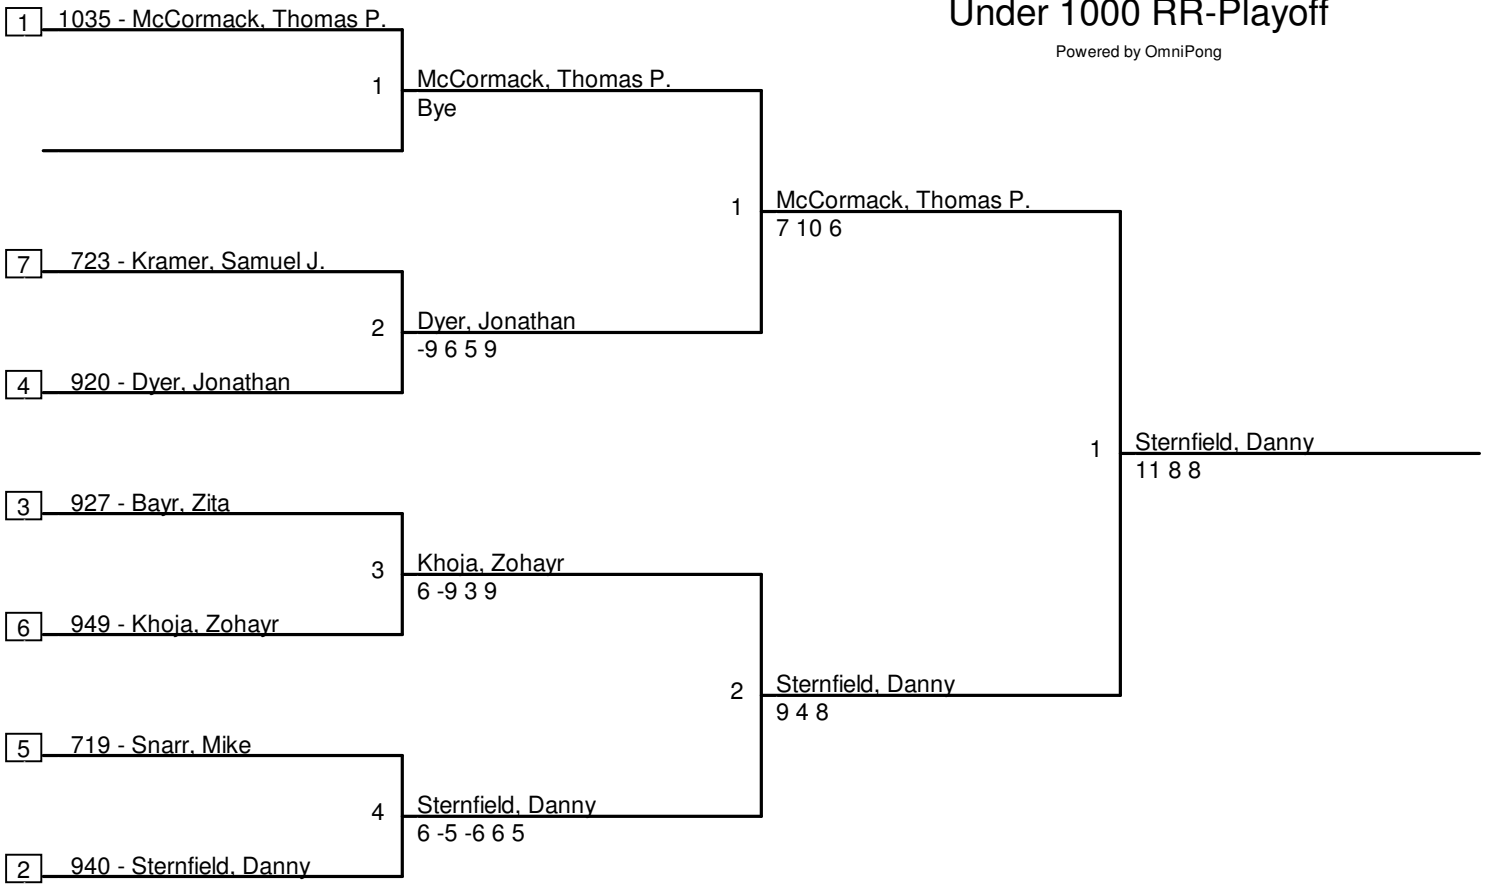 Under 1000 RR-Playoff
Powered by OmniPong
1 1035 - McCormack, Thomas P.
1 McCormack, Thomas P.
Bye
1 McCormack, Thomas P.
7 10 6
7 723 - Kramer, Samuel J.
2 Dyer, Jonathan
-9 6 5 9
4 920 - Dyer, Jonathan
1 Sternfield, Danny
11 8 8
3 927 - Bayr, Zita
3 Khoja, Zohayr
6 -9 3 9
6 949 - Khoja, Zohayr
2 Sternfield, Danny
9 4 8
5 719 - Snarr, Mike
4 Sternfield, Danny
6 -5 -6 6 5
2 940 - Sternfield, Danny